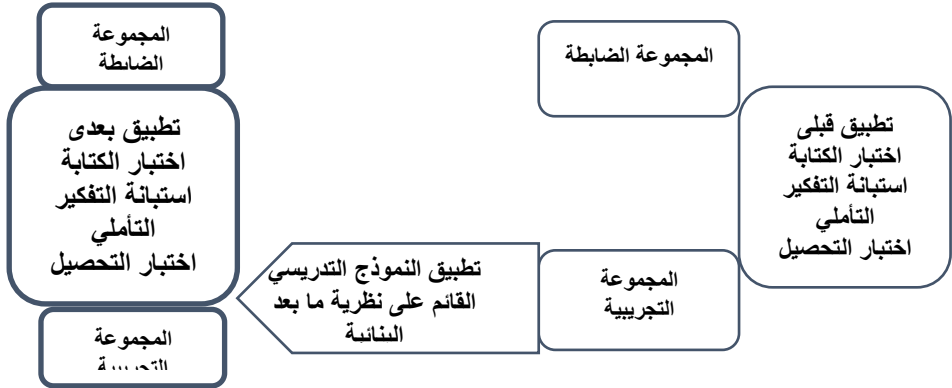 المجموعة الضابطة
تطبيق قبلى
اختبار الكتابة
استبانة التفكير
التأملي
اختبار التحصيل
المجموعة
التجريبية
تطبيق النموذج التدريسي
القائم على نظرية ما بعد
البنائية
المجموعة
الضابطة
تطبيق بعدى
اختبار الكتابة
استبانة التفكير
التأملي
اختبار التحصيل
المجموعة
التجريبية